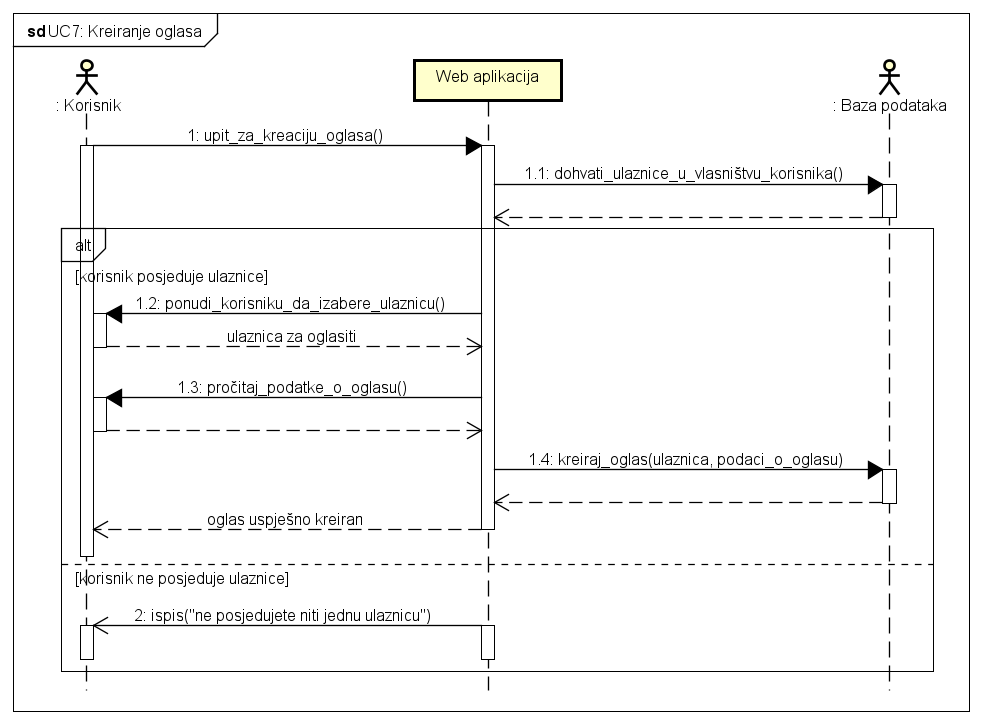 sd UC7: Kreiranje oglasa
: Korisnik
Web aplikacija
: Baza podataka
1: upit_za_kreaciju_oglasa()
1.1: dohvati_ulaznice_u_vlasništvu_korisnika()
alt
[korisnik posjeduje ulaznice]
1.2: ponudi_korisniku_da_izabere_ulaznicu()
ulaznica za oglasiti
1.3: pročitaj_podatke_o_oglasu()
1.4: kreiraj_oglas(ulaznica, podaci_o_oglasu)
oglas uspješno kreiran
[korisnik ne posjeduje ulaznice]
2: ispis("ne posjedujete niti jednu ulaznicu")